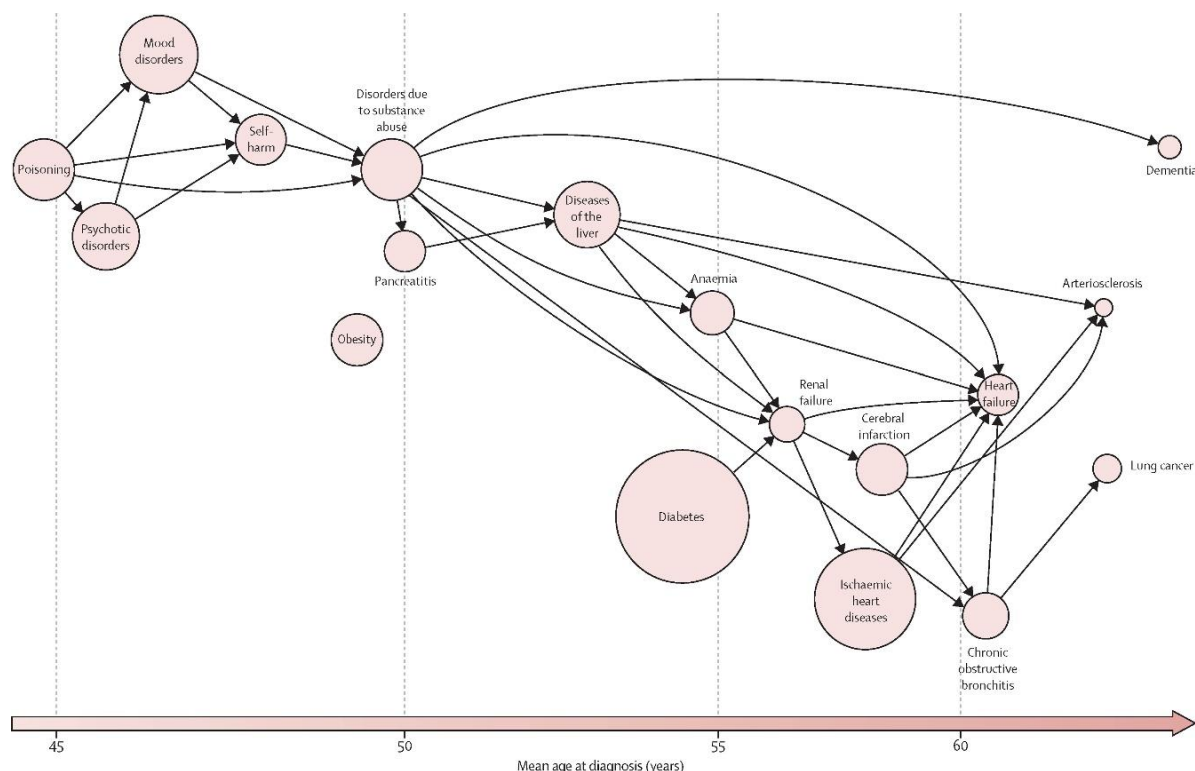 Mood
disorders
Disorders due
to substance
abuse
Self-
harm
Poisoning
Dementia
Diseases
of the
liver
Psychotic
disorders
Pancreatitis
Anaemia
Arteriosclerosis
Obesity
Renal
failure
Heart
failure
Cerebral
infarction
Lung cancer
Diabetes
Ischaemic
heart
diseases
Chronic
obstructive
bronchitis
45
50
55
60
Mean age at diagnosis (years)